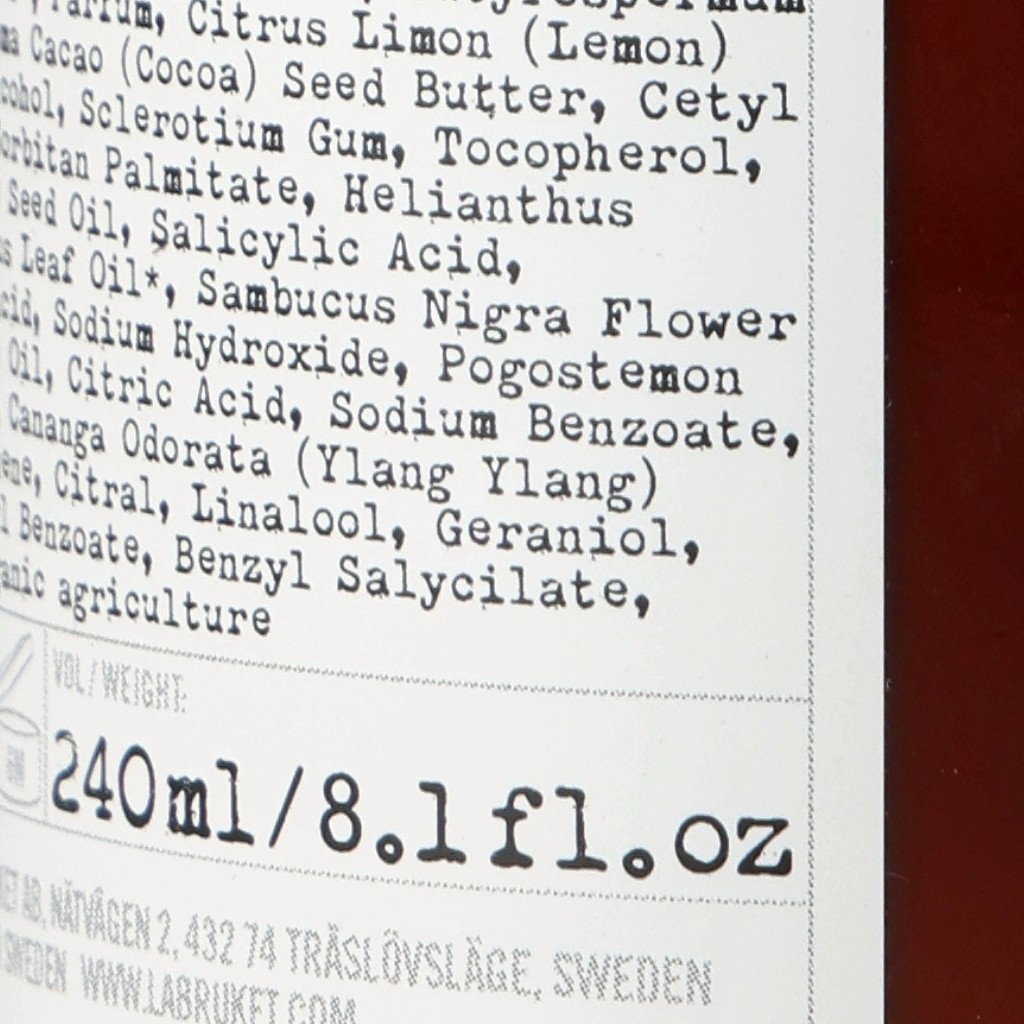 Parfum, Citrus Limon (Lemon)
Cacao (Cocoa) Seed Butter, Cetyl
Sclerotium Gum, Tocopherol,
Palmitate, Helianthus
Seed Oil, Salicylic Acid,
Leaf Oil*, Sambucus Nigra Flower
Sodium Hydroxide, Pogostemon
Oil, Citric Acid, Sodium Benzoate,
Cananga Odorata (Ylang Ylang)
Citral, Linalool, Geraniol,
Benzoate, Benzyl Salycilate,
agriculture
VOL/WEIGHT:
240ml/8.1fl.oz
AB, NÄTVÄGEN 2, 432 74 TRÄSLÖVSLÄGE, SWEDEN
SWEDEN WWW.LABRUKET.COM